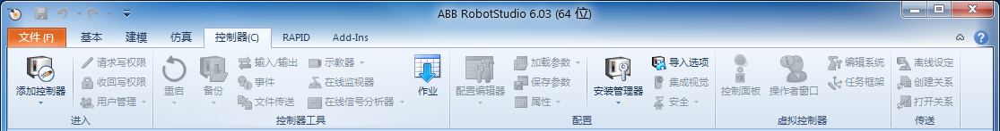 ABB RobotStudio 6.03 (64 位)
文件(F) 基本 建模 仿真 控制器(C) RAPID Add-Ins
添加控制器
请求写权限
收回写权限
用户管理
进入
重启
备份
输入/输出
事件
文件传送
示教器
在线监视器
在线信号分析器
作业
控制器工具
配置编辑器
加载参数
保存参数
属性
安装管理器
导入选项
集成视觉
安全
配置
控制面板
操作者窗口
编辑系统
任务框架
虚拟控制器
离线设定
创建关系
打开关系
传送